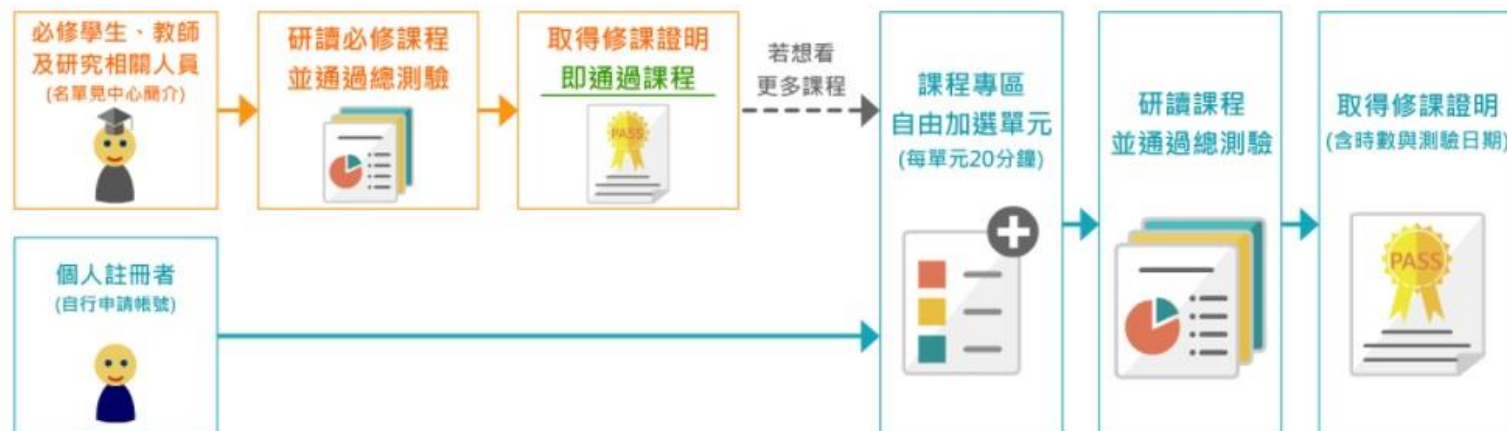 必修學生、教師
及研究相關人員
(名單見中心簡介)
研讀必修課程
並通過總測驗
取得修課證明
即通過課程
PASS
若想看
更多課程
個人註冊者
(自行申請帳號)
課程專區
自由加選單元
(每單元20分鐘)
研讀課程
並通過總測驗
取得修課證明
(含時數與測驗日期)
PASS